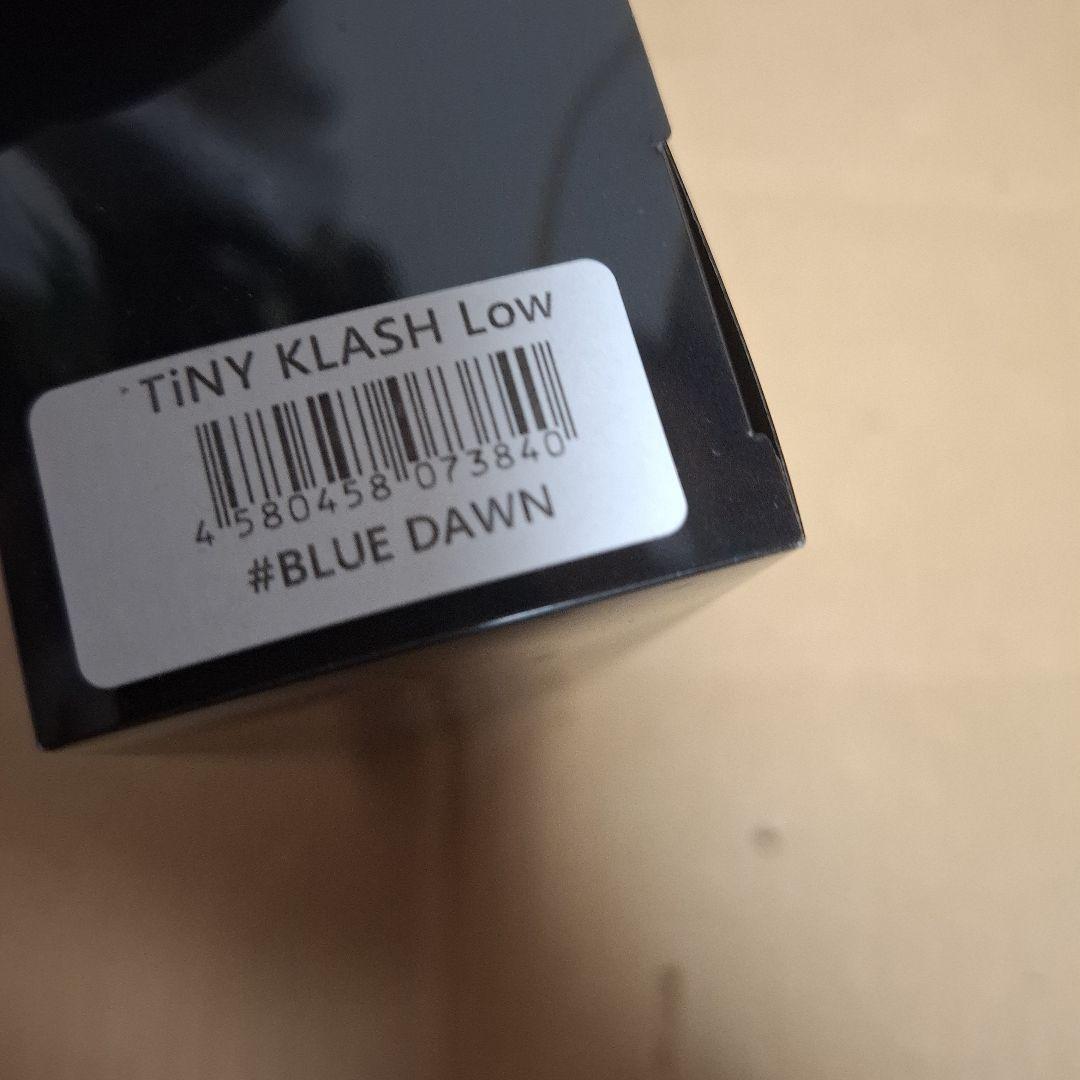 TiNY KLASH Low
4 580458 073840
#BLUE DAWN